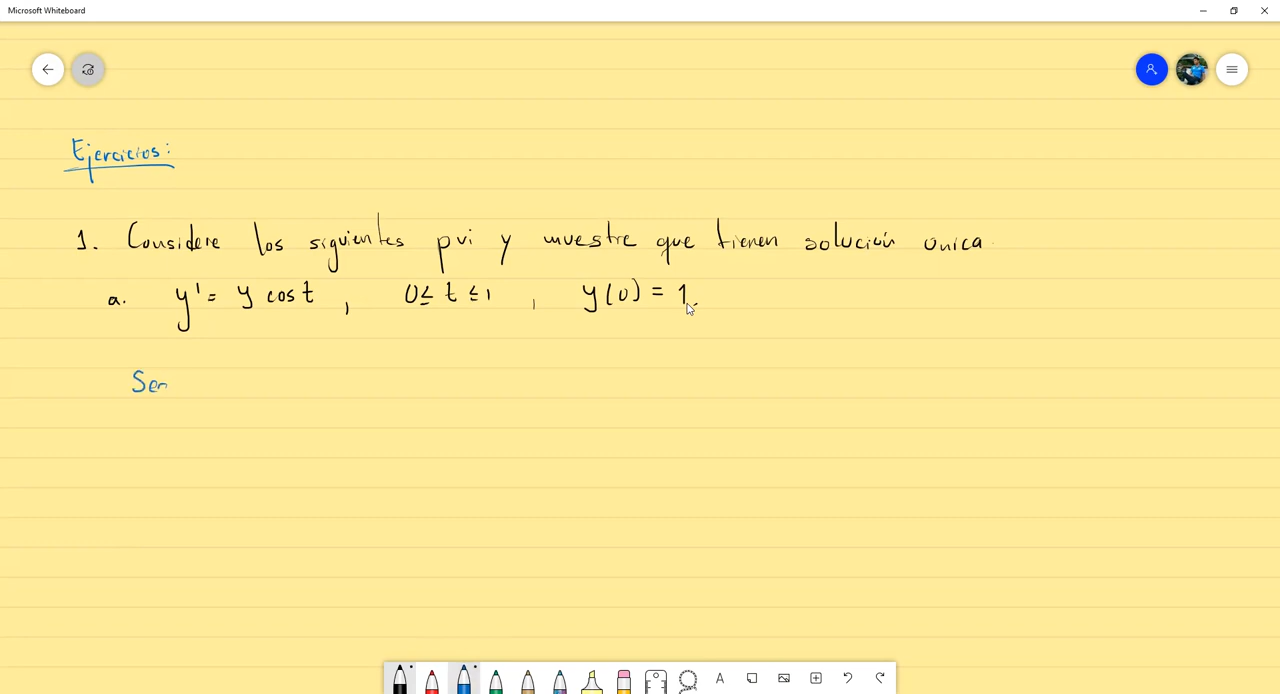 Microsoft Whiteboard
Ejercicios:
1. Considere los siguientes pvi y muestre que tienen solución única.
a. y' = y cos t , 0 ≤ t ≤ 1 , y(0) = 1.
Sea
A